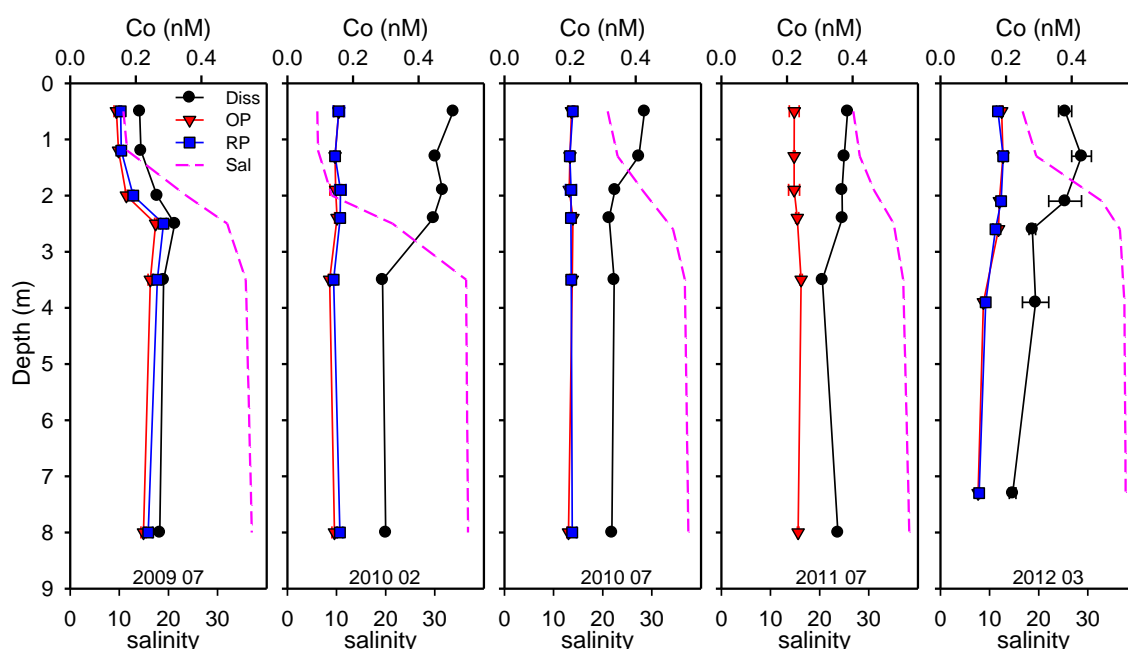 Co (nM) Co (nM) Co (nM) Co (nM) Co (nM)
0.0 0.2 0.4 0.0 0.2 0.4 0.0 0.2 0.4 0.0 0.2 0.4 0.0 0.2 0.4
0
Diss
OP
1
RP
Sal
2
3
4
Depth (m)
5
6
7
8
2009 07 2010 02 2010 07 2011 07 2012 03
9
0 10 20 30 0 10 20 30 0 10 20 30 0 10 20 30 0 10 20 30
salinity salinity salinity salinity salinity